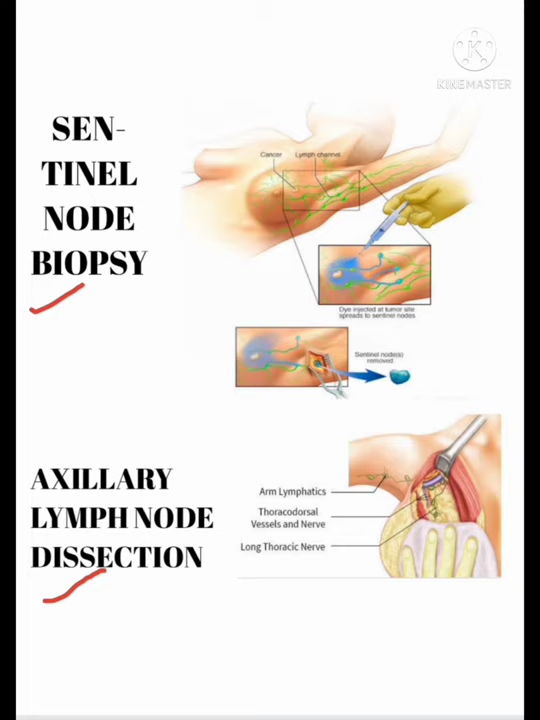 KINEMASTER
SEN-
TINEL
NODE
BIOPSY
Cancer
Lymph channel
Dye injected at tumor site
spreads to sentinel nodes
Sentinel node(s)
removed
AXILLARY
LYMPH NODE
DISSECTION
Arm Lymphatics
Thoracodorsal
Vessels and Nerve
Long Thoracic Nerve